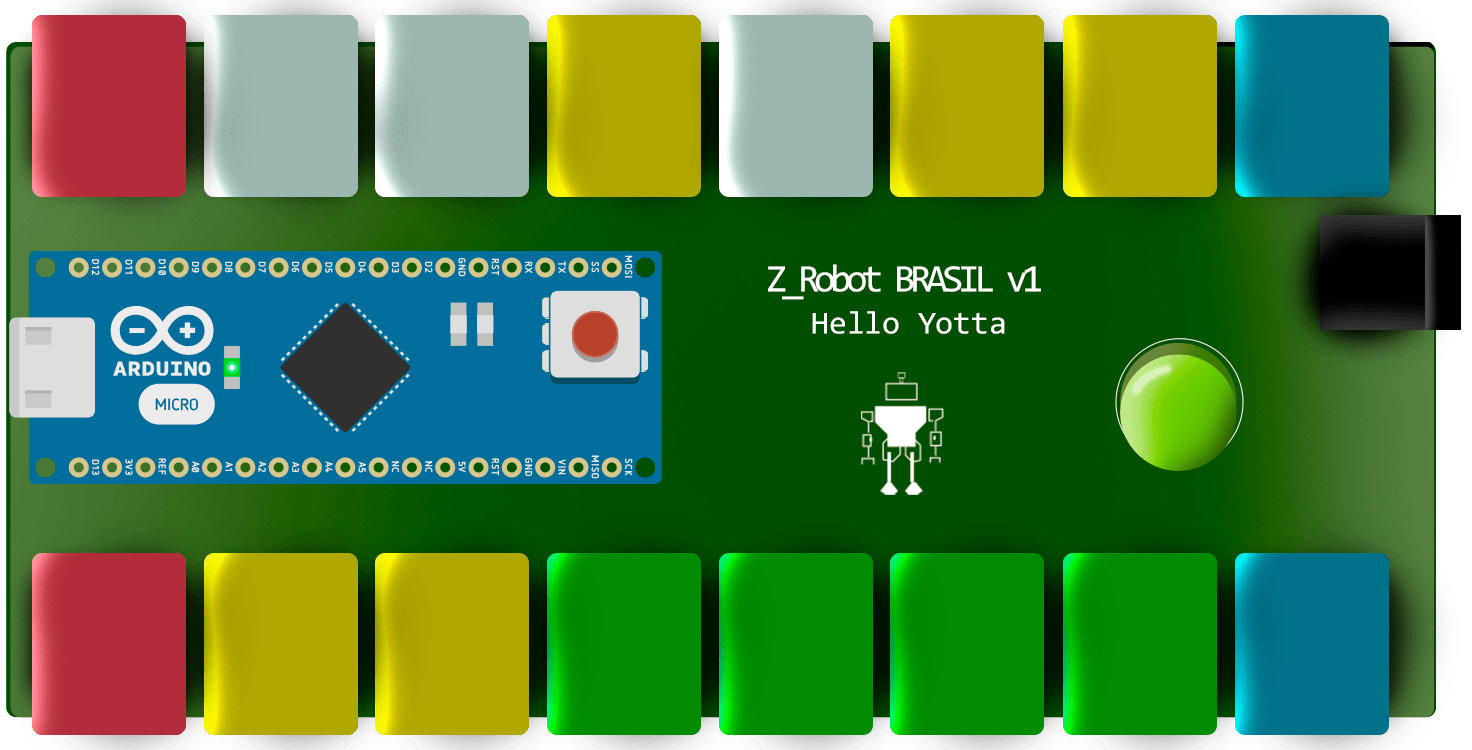 D12 D11 D10 D9 D8 D7 D6 D5 D4 D3 D2 GND RST RX TX SS MOSI
Z_Robot BRASIL v1
Hello Yotta
ARDUINO
MICRO
D13 3V3 REF A0 A1 A2 A3 A4 A5 NC NC 5V RST GND VIN MISO SCK